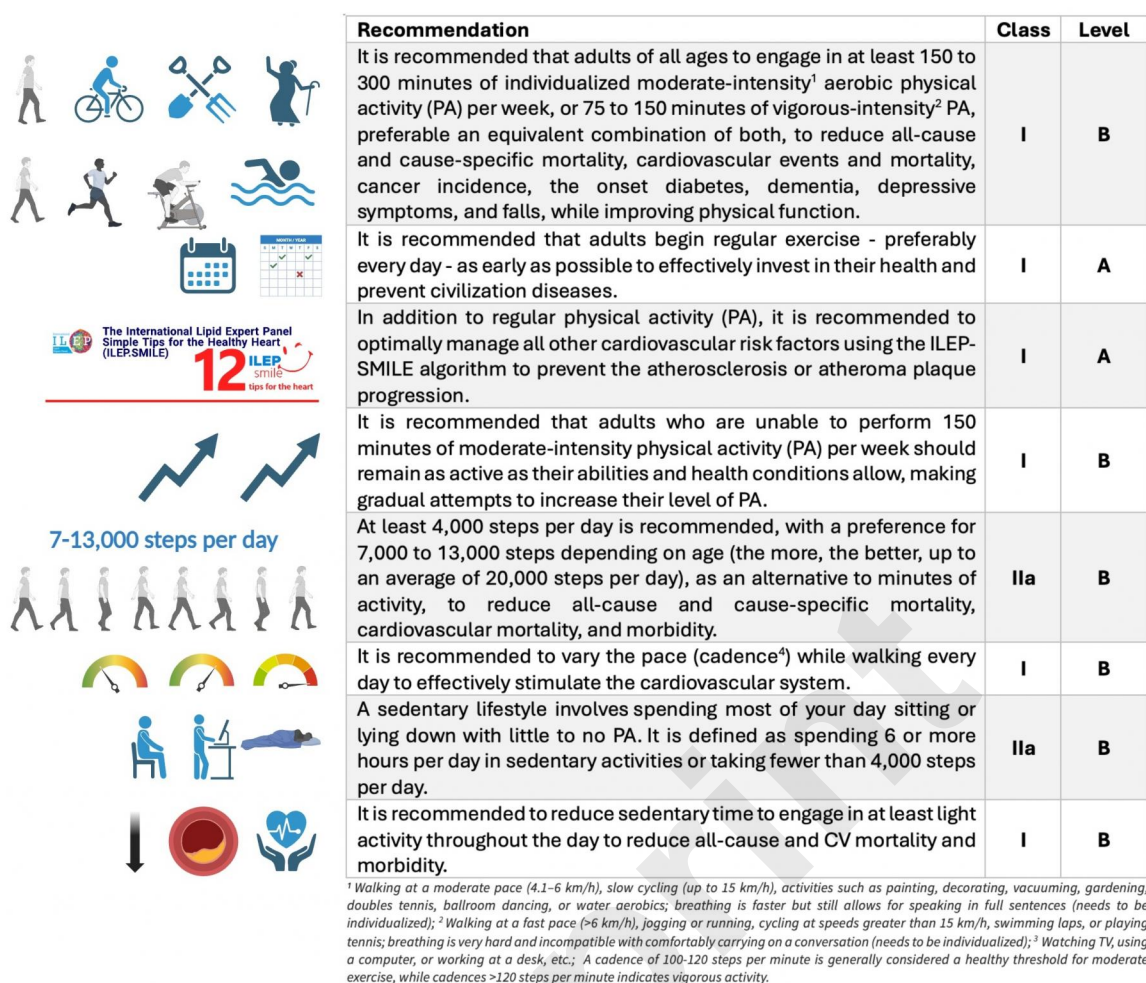 Recommendation Class Level
It is recommended that adults of all ages to engage in at least 150 to
300 minutes of individualized moderate-intensity¹ aerobic physical
activity (PA) per week, or 75 to 150 minutes of vigorous-intensity² PA,
preferable an equivalent combination of both, to reduce all-cause
and cause-specific mortality, cardiovascular events and mortality,
cancer incidence, the onset diabetes, dementia, depressive
symptoms, and falls, while improving physical function.
I B
MONTH / YEAR
S M T W T F S
It is recommended that adults begin regular exercise - preferably
every day - as early as possible to effectively invest in their health and
prevent civilization diseases.
I A
ILEP
The International Lipid Expert Panel
Simple Tips for the Healthy Heart
(ILEP.SMILE)
12 ILEP
smile
tips for the heart
In addition to regular physical activity (PA), it is recommended to
optimally manage all other cardiovascular risk factors using the ILEP-
SMILE algorithm to prevent the atherosclerosis or atheroma plaque
progression.
I A
It is recommended that adults who are unable to perform 150
minutes of moderate-intensity physical activity (PA) per week should
remain as active as their abilities and health conditions allow, making
gradual attempts to increase their level of PA.
I B
7-13,000 steps per day
At least 4,000 steps per day is recommended, with a preference for
7,000 to 13,000 steps depending on age (the more, the better, up to
an average of 20,000 steps per day), as an alternative to minutes of
activity, to reduce all-cause and cause-specific mortality,
cardiovascular mortality, and morbidity.
IIa B
It is recommended to vary the pace (cadence⁴) while walking every
day to effectively stimulate the cardiovascular system.
I B
A sedentary lifestyle involves spending most of your day sitting or
lying down with little to no PA. It is defined as spending 6 or more
hours per day in sedentary activities or taking fewer than 4,000 steps
per day.
IIa B
It is recommended to reduce sedentary time to engage in at least light
activity throughout the day to reduce all-cause and CV mortality and
morbidity.
I B
¹ Walking at a moderate pace (4.1–6 km/h), slow cycling (up to 15 km/h), activities such as painting, decorating, vacuuming, gardening,
doubles tennis, ballroom dancing, or water aerobics; breathing is faster but still allows for speaking in full sentences (needs to be
individualized); ² Walking at a fast pace (>6 km/h), jogging or running, cycling at speeds greater than 15 km/h, swimming laps, or playing
tennis; breathing is very hard and incompatible with comfortably carrying on a conversation (needs to be individualized); ³ Watching TV, using
a computer, or working at a desk, etc.; A cadence of 100-120 steps per minute is generally considered a healthy threshold for moderate
exercise, while cadences >120 steps per minute indicates vigorous activity.